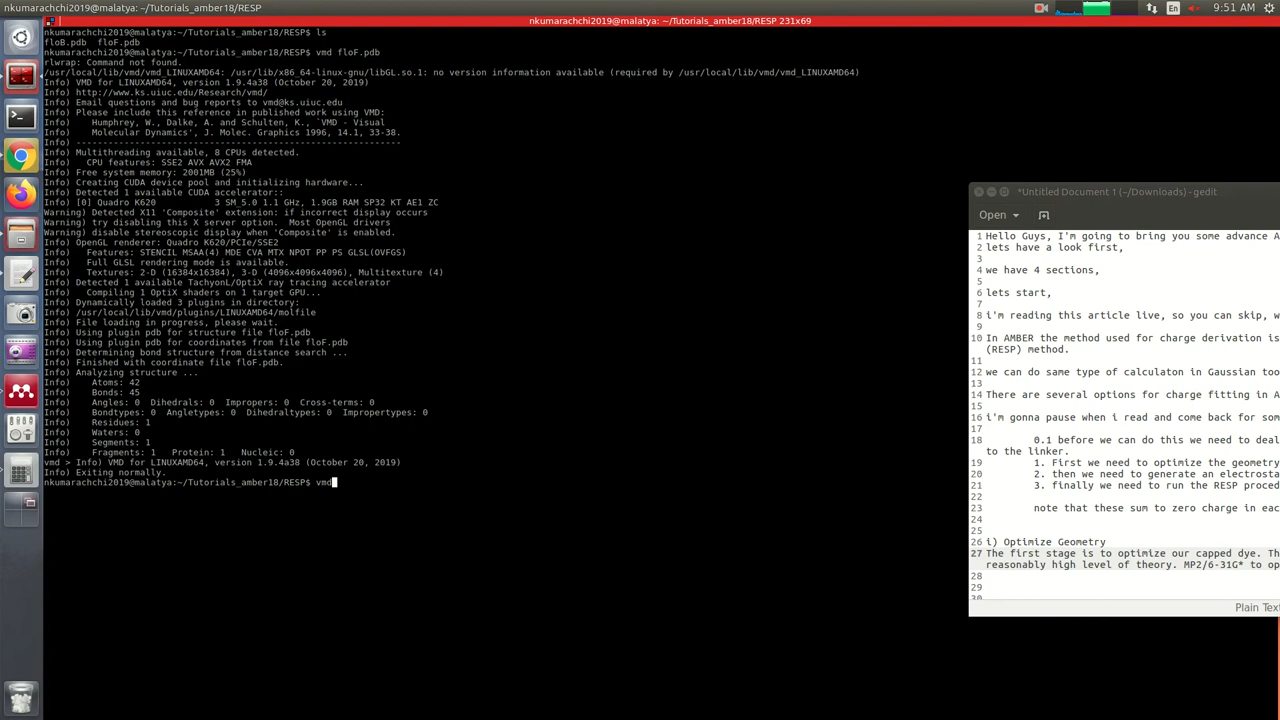 nkumarachchi2019@malatya: ~/Tutorials_amber18/RESP
En
9:51 AM
nkumarachchi2019@malatya: ~/Tutorials_amber18/RESP 231x69
nkumarachchi2019@malatya:~/Tutorials_amber18/RESP$ ls
floB.pdb  floF.pdb
nkumarachchi2019@malatya:~/Tutorials_amber18/RESP$ vmd floF.pdb
rlwrap: Command not found.
/usr/local/lib/vmd/vmd_LINUXAMD64: /usr/lib/x86_64-linux-gnu/libGL.so.1: no version information available (required by /usr/local/lib/vmd/vmd_LINUXAMD64)
Info) VMD for LINUXAMD64, version 1.9.4a38 (October 20, 2019)
Info) http://www.ks.uiuc.edu/Research/vmd/
Info) Email questions and bug reports to vmd@ks.uiuc.edu
Info) Please include this reference in published work using VMD:
Info)    Humphrey, W., Dalke, A. and Schulten, K., `VMD - Visual
Info)    Molecular Dynamics', J. Molec. Graphics 1996, 14.1, 33-38.
Info) -------------------------------------------------------------
Info) Multithreading available, 8 CPUs detected.
Info)   CPU features: SSE2 AVX AVX2 FMA
Info) Free system memory: 2001MB (25%)
Info) Creating CUDA device pool and initializing hardware...
Info) Detected 1 available CUDA accelerator::
Info) [0] Quadro K620       3 SM_5.0 1.1 GHz, 1.9GB RAM SP32 KT AE1 ZC
Warning) Detected X11 'Composite' extension: if incorrect display occurs
Warning) try disabling this X server option.  Most OpenGL drivers
Warning) disable stereoscopic display when 'Composite' is enabled.
Info) OpenGL renderer: Quadro K620/PCIe/SSE2
Info)   Features: STENCIL MSAA(4) MDE CVA MTX NPOT PP PS GLSL(OVFGS)
Info)   Full GLSL rendering mode is available.
Info)   Textures: 2-D (16384x16384), 3-D (4096x4096x4096), Multitexture (4)
Info) Detected 1 available TachyonL/OptiX ray tracing accelerator
Info)   Compiling 1 OptiX shaders on 1 target GPU...
Info) Dynamically loaded 3 plugins in directory:
Info) /usr/local/lib/vmd/plugins/LINUXAMD64/molfile
Info) File loading in progress, please wait.
Info) Using plugin pdb for structure file floF.pdb
Info) Using plugin pdb for coordinates from file floF.pdb
Info) Determining bond structure from distance search ...
Info) Finished with coordinate file floF.pdb.
Info) Analyzing structure ...
Info)    Atoms: 42
Info)    Bonds: 45
Info)    Angles: 0  Dihedrals: 0  Impropers: 0  Cross-terms: 0
Info)    Bondtypes: 0  Angletypes: 0  Dihedraltypes: 0  Impropertypes: 0
Info)    Residues: 1
Info)    Waters: 0
Info)    Segments: 1
Info)    Fragments: 1   Protein: 1   Nucleic: 0
vmd > Info) VMD for LINUXAMD64, version 1.9.4a38 (October 20, 2019)
Info) Exiting normally.
nkumarachchi2019@malatya:~/Tutorials_amber18/RESP$ vmd
*Untitled Document 1 (~/Downloads) - gedit
Open
1 Hello Guys, I'm going to bring you some advance A
2 lets have a look first,
3
4 we have 4 sections,
5
6 lets start,
7
8 i'm reading this article live, so you can skip, w
9
10 In AMBER the method used for charge derivation is
(RESP) method.
11
12 we can do same type of calculaton in Gaussian too
13
14 There are several options for charge fitting in A
15
16 i'm gonna pause when i read and come back for som
17
18 0.1 before we can do this we need to deal
to the linker.
19 1. First we need to optimize the geometry
20 2. then we need to generate an electrosta
21 3. finally we need to run the RESP proced
22
23 note that these sum to zero charge in eac
24
25
26 i) Optimize Geometry
27 The first stage is to optimize our capped dye. Th
reasonably high level of theory. MP2/6-31G* to op
28
29
30
Plain Text